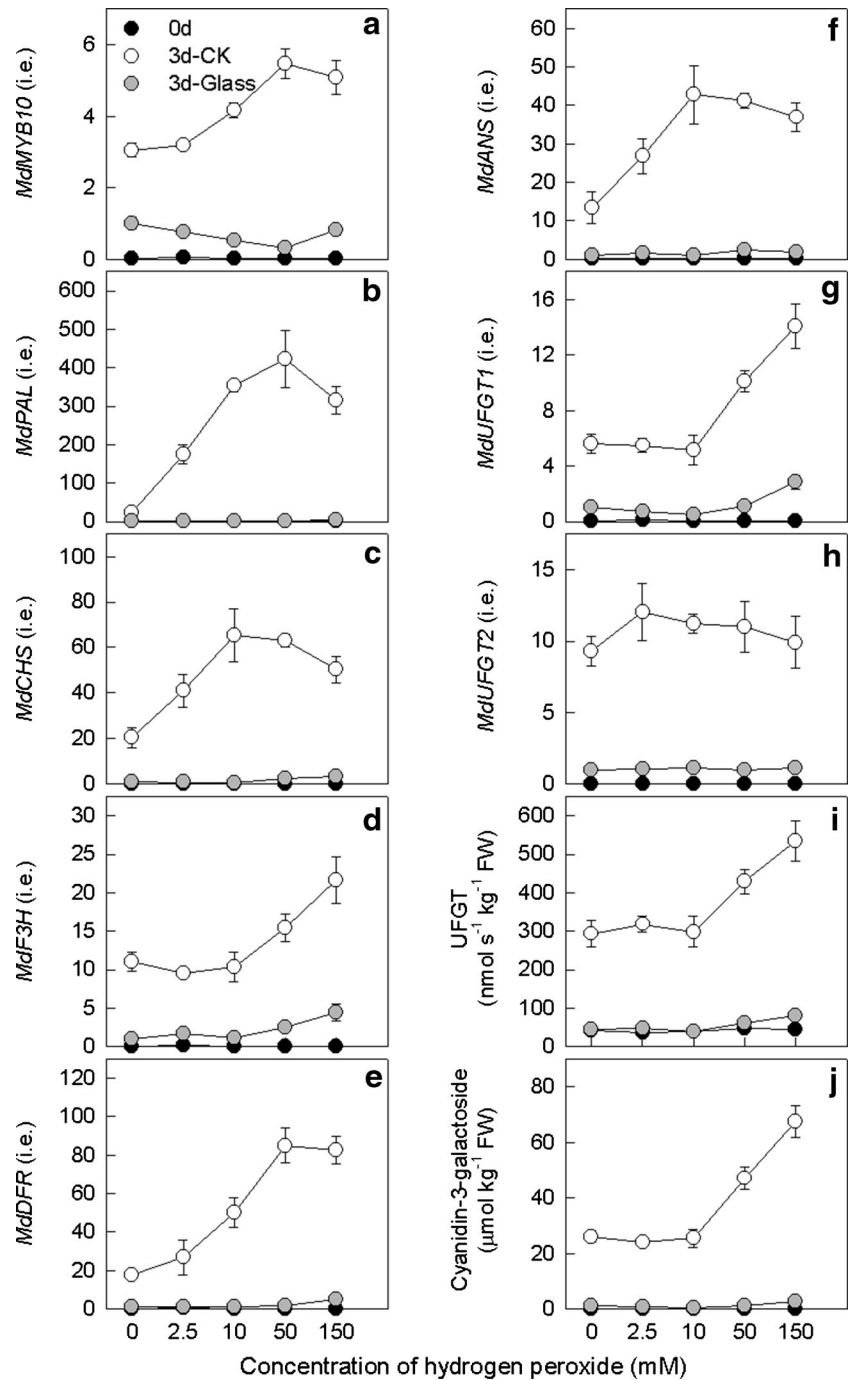 a
0d
3d-CK
3d-Glass
MdMYB10 (i.e.)
6
4
2
0
b
MdPAL (i.e.)
600
500
400
300
200
100
0
c
MdCHS (i.e.)
100
80
60
40
20
0
d
MdF3H (i.e.)
30
25
20
15
10
5
0
e
MdDFR (i.e.)
120
100
80
60
40
20
0
0 2.5 10 50 150
f
MdANS (i.e.)
60
50
40
30
20
10
0
g
MdUFGT1 (i.e.)
16
12
8
4
0
h
MdUFGT2 (i.e.)
15
10
5
0
i
UFGT
(nmol s⁻¹ kg⁻¹ FW)
600
500
400
300
200
100
0
j
Cyanidin-3-galactoside
(μmol kg⁻¹ FW)
80
60
40
20
0
0 2.5 10 50 150
Concentration of hydrogen peroxide (mM)